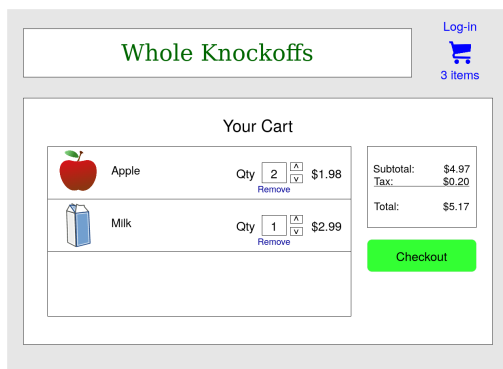 Log-in
Whole Knockoffs
3 items
Your Cart
Apple
Qty 2 ˄ ˅ $1.98
Remove
Milk
Qty 1 ˄ ˅ $2.99
Remove
Subtotal: $4.97
Tax: $0.20
Total: $5.17
Checkout